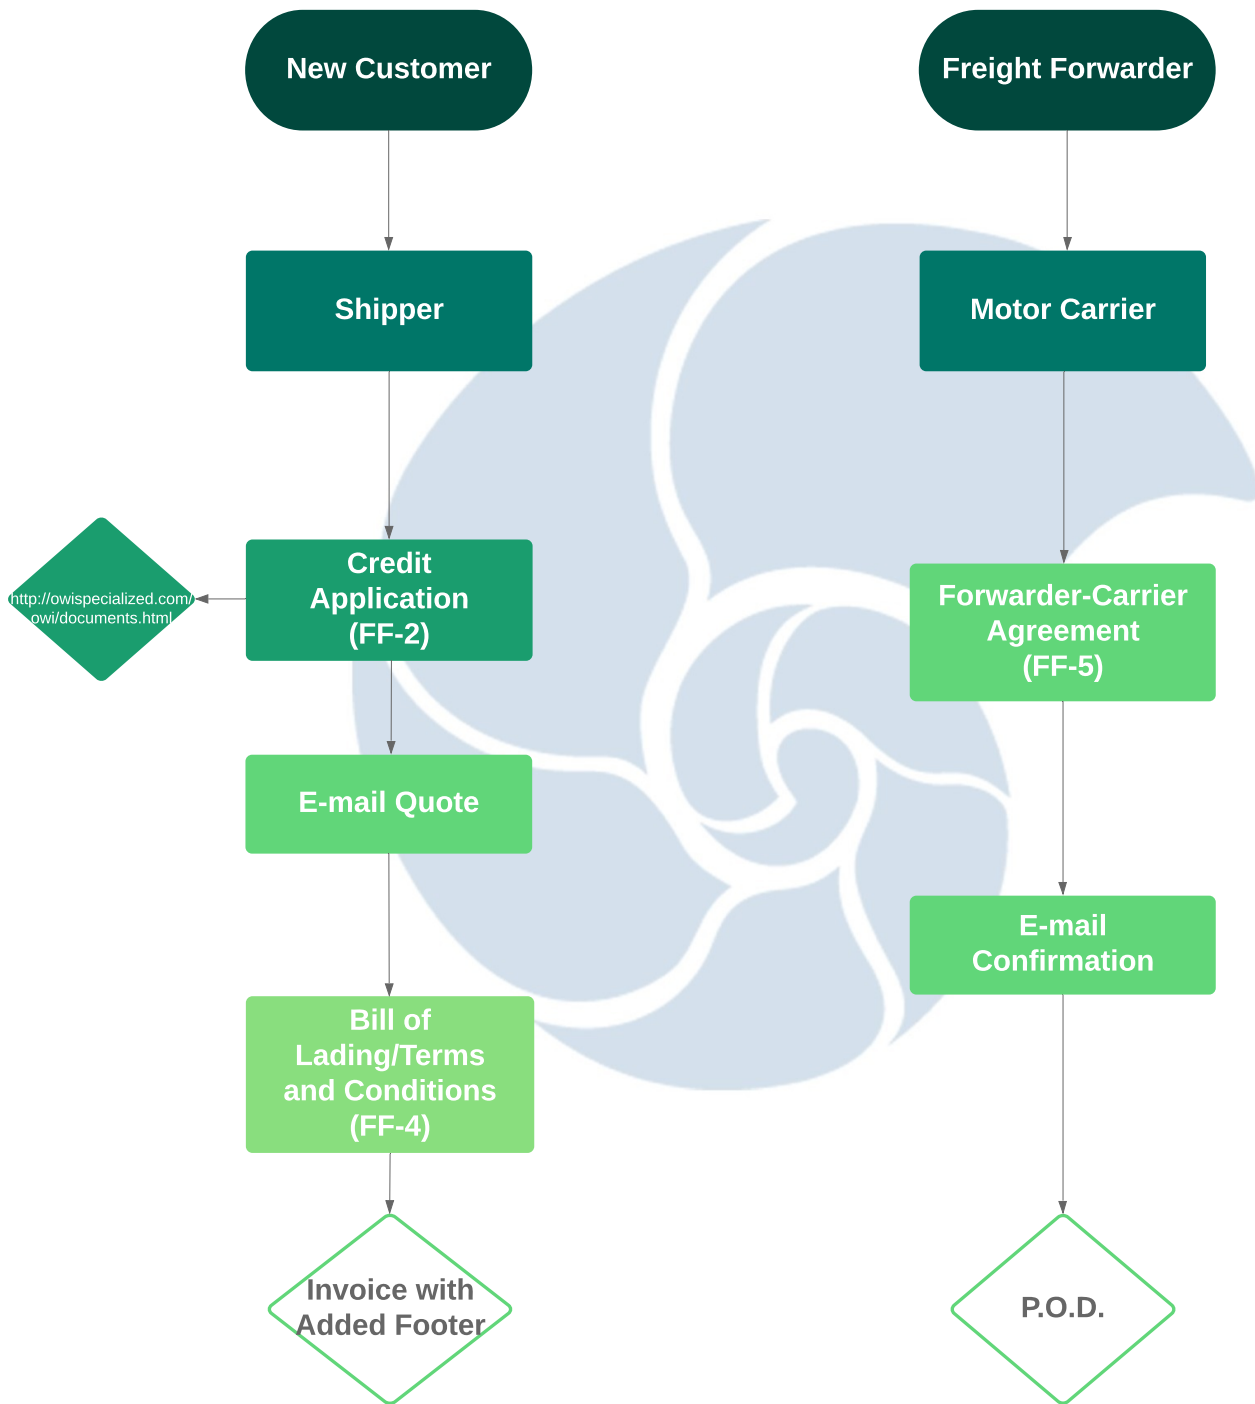 New Customer
Freight Forwarder
Shipper
Motor Carrier
Credit
Application
(FF-2)
http://owispecialized.com/
owi/documents.html
Forwarder-Carrier
Agreement
(FF-5)
E-mail Quote
E-mail
Confirmation
Bill of
Lading/Terms
and Conditions
(FF-4)
Invoice with
Added Footer
P.O.D.